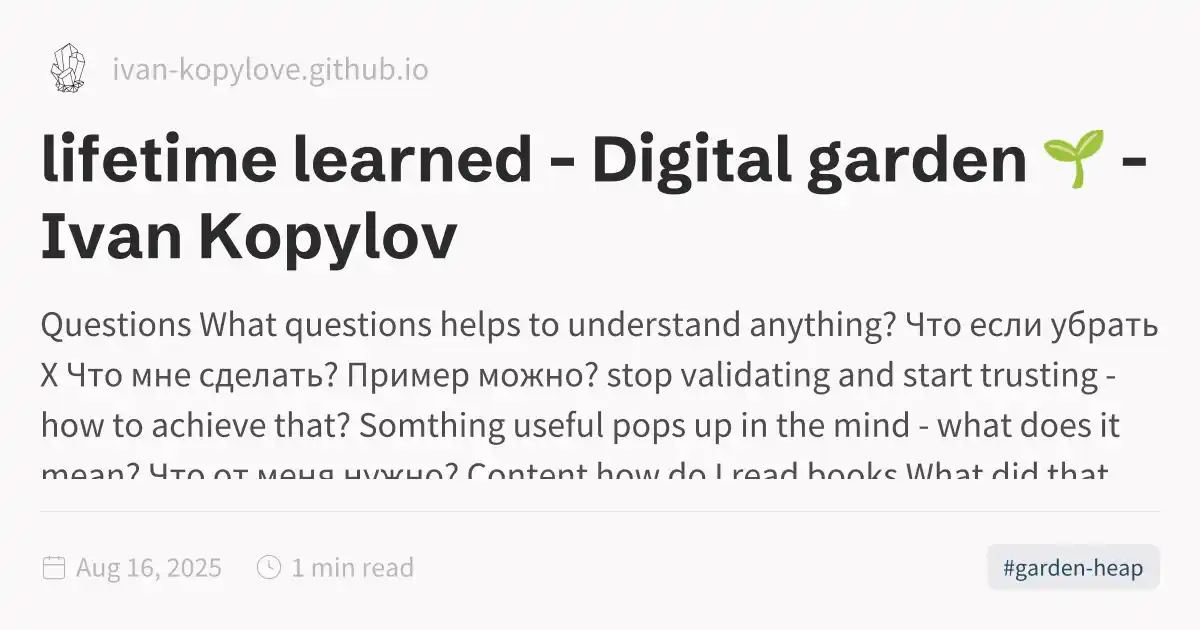 ivan-kopylove.github.io
lifetime learned - Digital garden 🌱 -
Ivan Kopylov
Questions What questions helps to understand anything? Что если убрать
X Что мне сделать? Пример можно? stop validating and start trusting -
how to achieve that? Somthing useful pops up in the mind - what does it
mean? Что от меня нужно? Content how do I read books What did that
Aug 16, 2025
1 min read
#garden-heap